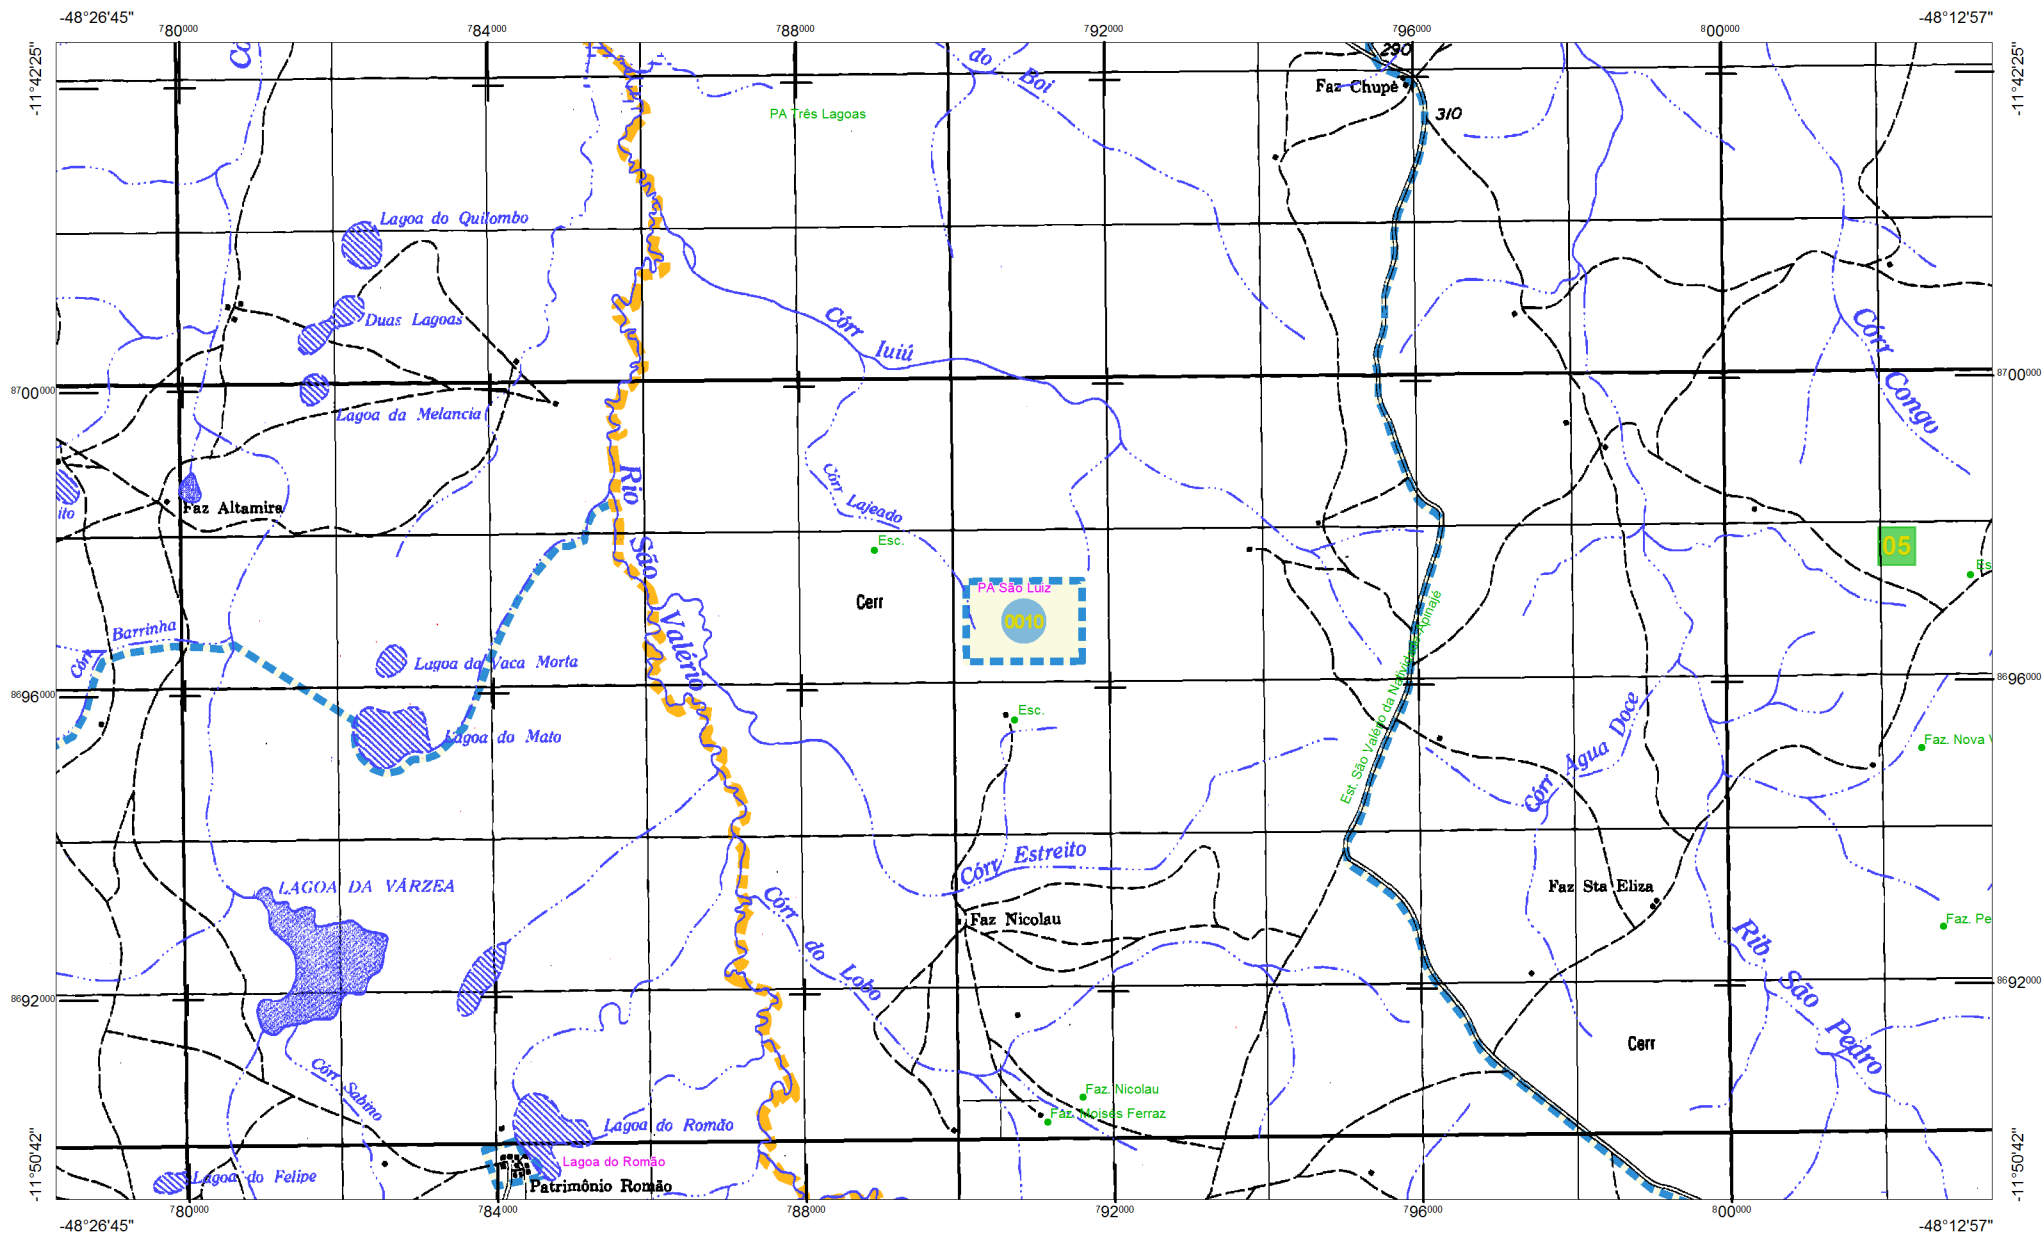 -48°26'45"
-48°12'57"
780000
784000
788000
792000
796000
800000
-11°42'25"
-11°42'25"
290
do Boi
Faz Chupé
310
PA Três Lagoas
Lagoa do Quilombo
Duas Lagoas
Córr Iuiú
Córr Congo
8700000
8700000
Lagoa da Melancia
Rio São Valério
Córr Lajeado
ito
Faz Altamira
Esc.
05
Es
PA São Luiz
0010
Cerr
Córr Barrinha
Lagoa da Vaca Morta
8696000
8696000
Est. São Valério da Natividade Apinajé
Esc.
Lagoa do Mato
Córr Água Doce
Faz. Nova V
Córr Estreito
LAGOA DA VÁRZEA
Faz Sta Eliza
Córr do Lobo
Faz Nicolau
Faz. Pe
Rib. São Pedro
8692000
8692000
Cerr
Córr Sabino
Faz. Nicolau
Faz. Moisés Ferraz
Lagoa do Romão
Lagoa do Romão
Lagoa do Felipe
Patrimônio Romão
-11°50'42"
-11°50'42"
780000
784000
788000
792000
796000
800000
-48°26'45"
-48°12'57"